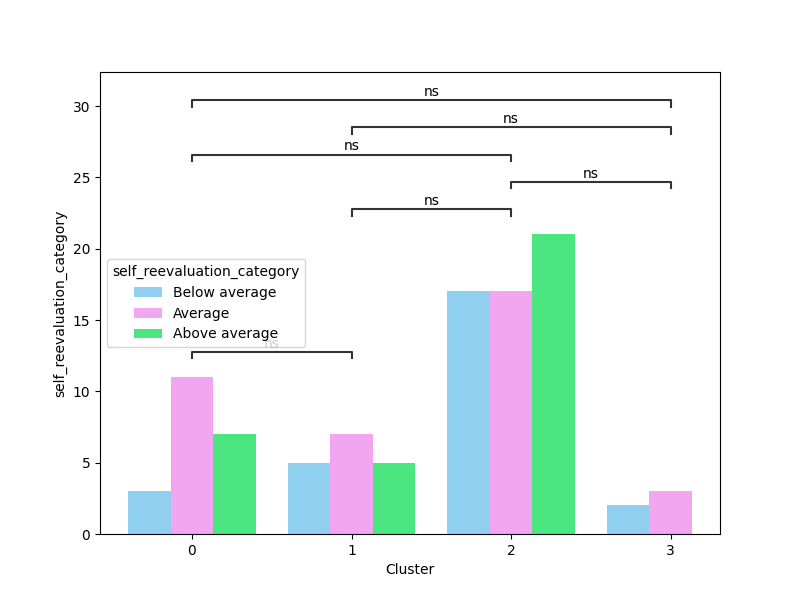 ns
30
ns
ns
25
ns
ns
20
self_reevaluation_category
self_reevaluation_category
Below average
15
Average
Above average
ns
10
5
0
0 1 2 3
Cluster